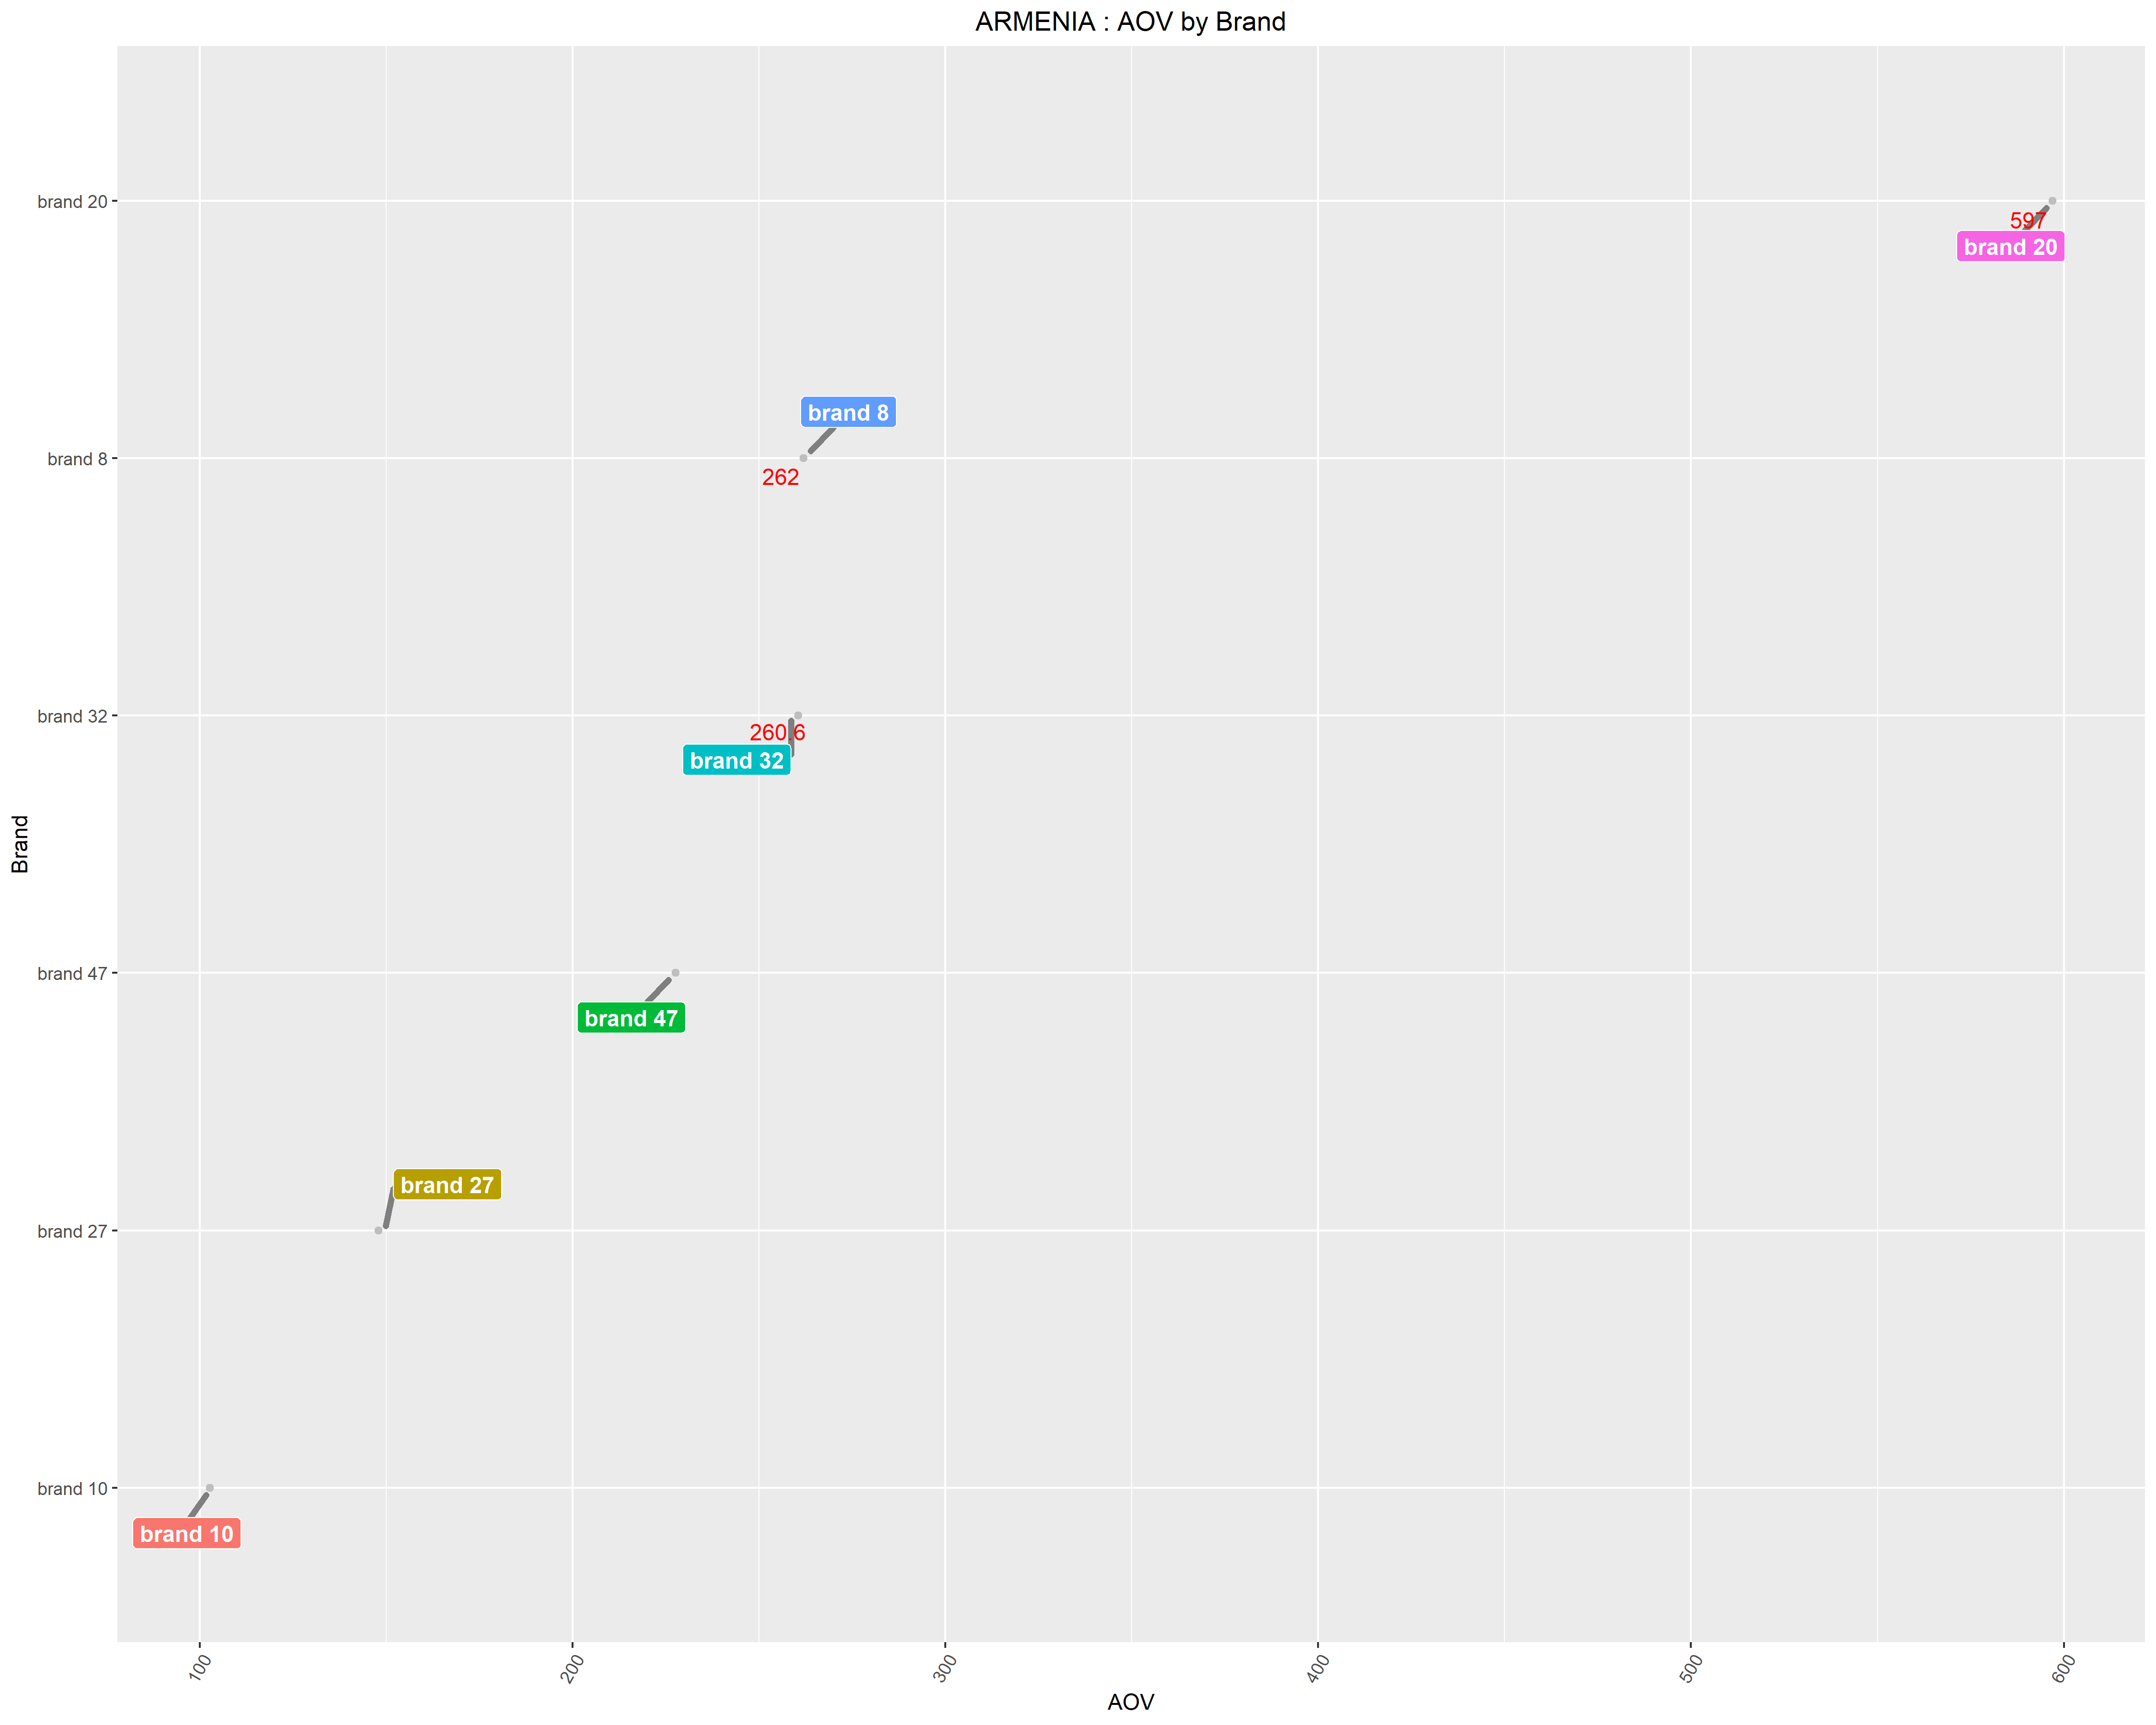 ARMENIA : AOV by Brand
brand 20
597
brand 20
brand 8
brand 8
262
brand 32
260.6
brand 32
Brand
brand 47
brand 47
brand 27
brand 27
brand 10
brand 10
100
200
300
400
500
600
AOV